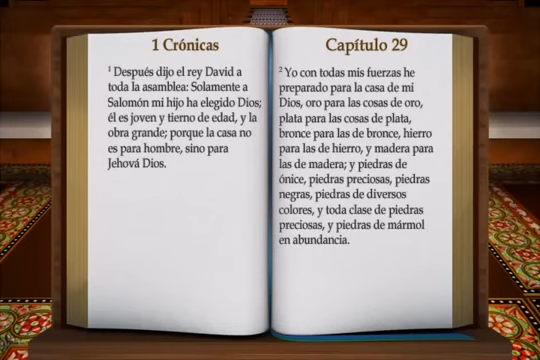 1 Crónicas
¹ Después dijo el rey David a
toda la asamblea: Solamente a
Salomón mi hijo ha elegido Dios;
él es joven y tierno de edad, y la
obra grande; porque la casa no
es para hombre, sino para
Jehová Dios.
Capítulo 29
² Yo con todas mis fuerzas he
preparado para la casa de mi
Dios, oro para las cosas de oro,
plata para las cosas de plata,
bronce para las de bronce, hierro
para las de hierro, y madera para
las de madera; y piedras de
ónice, piedras preciosas, piedras
negras, piedras de diversos
colores, y toda clase de piedras
preciosas, y piedras de mármol
en abundancia.